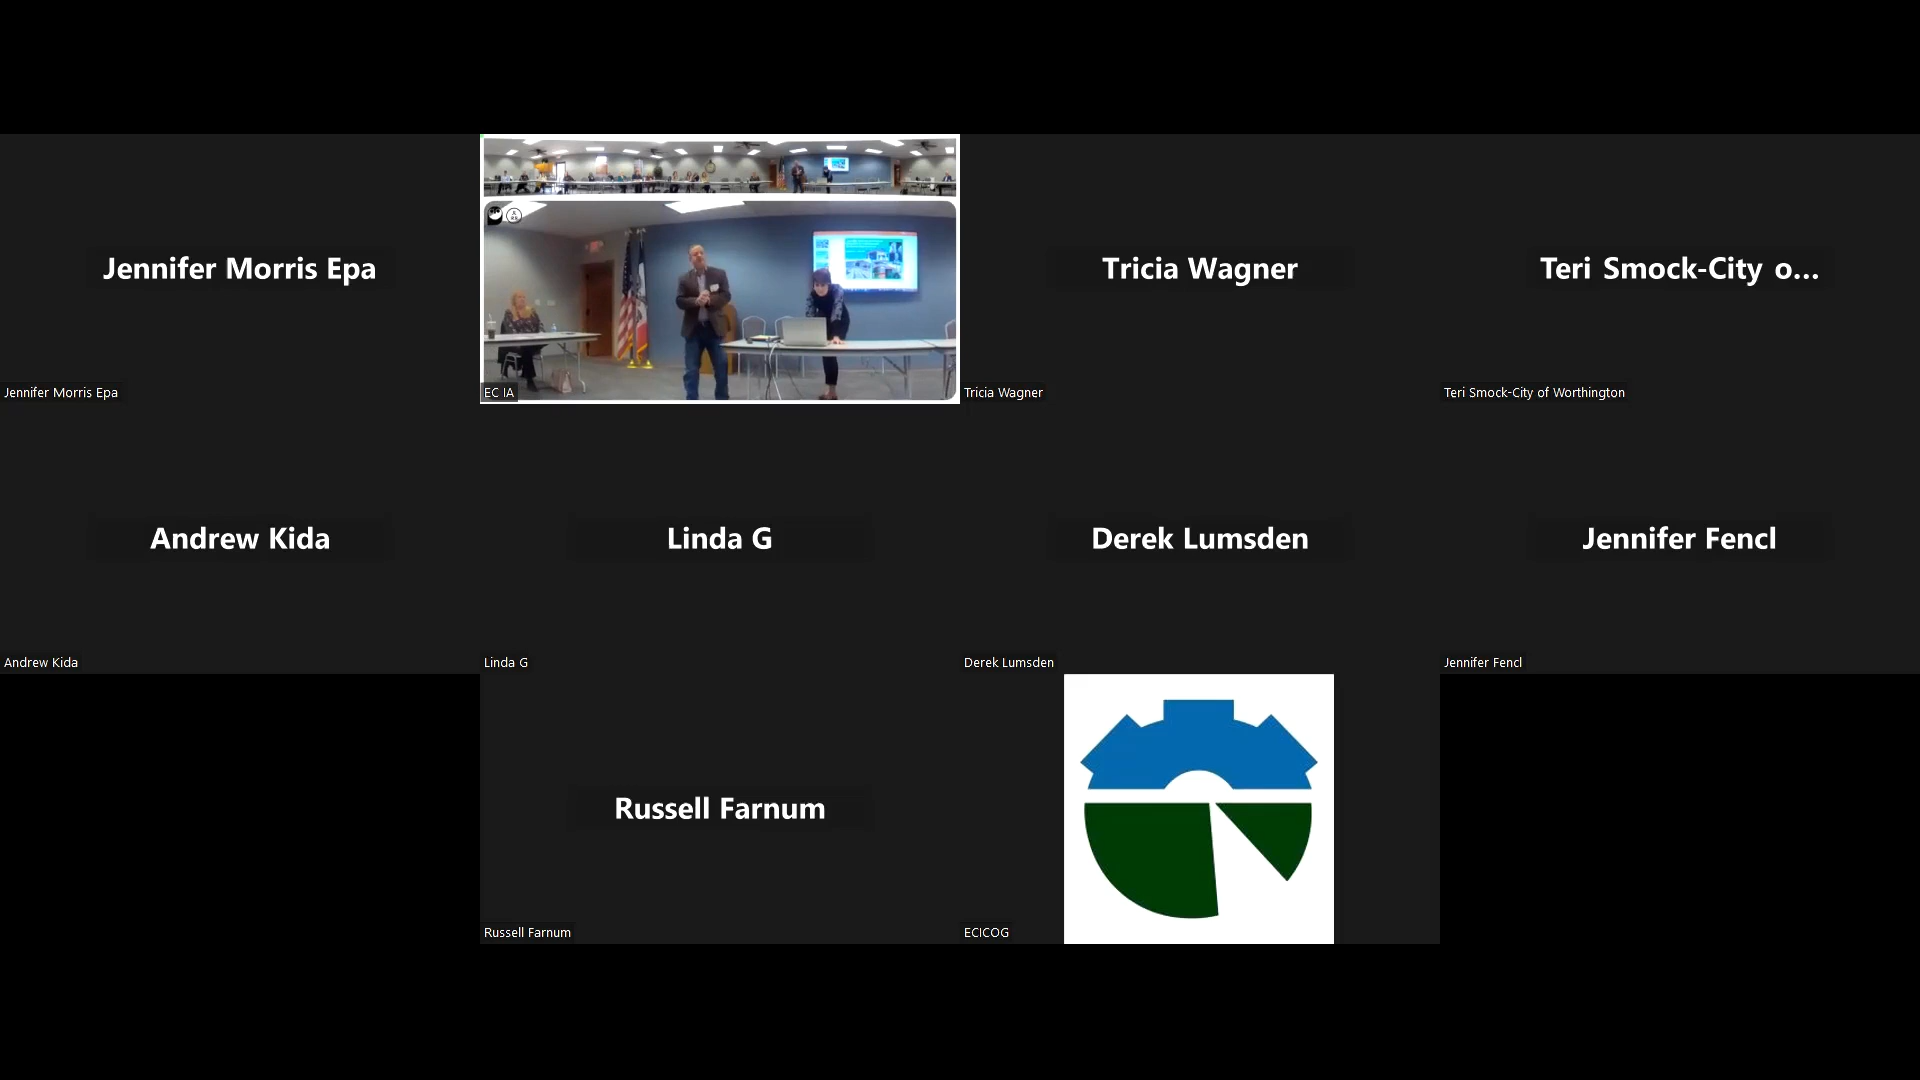 Jennifer Morris Epa
Jennifer Morris Epa
EC IA
Tricia Wagner
Tricia Wagner
Teri Smock-City o...
Teri Smock-City of Worthington
Andrew Kida
Andrew Kida
Linda G
Linda G
Derek Lumsden
Derek Lumsden
Jennifer Fencl
Jennifer Fencl
Russell Farnum
Russell Farnum
ECICOG